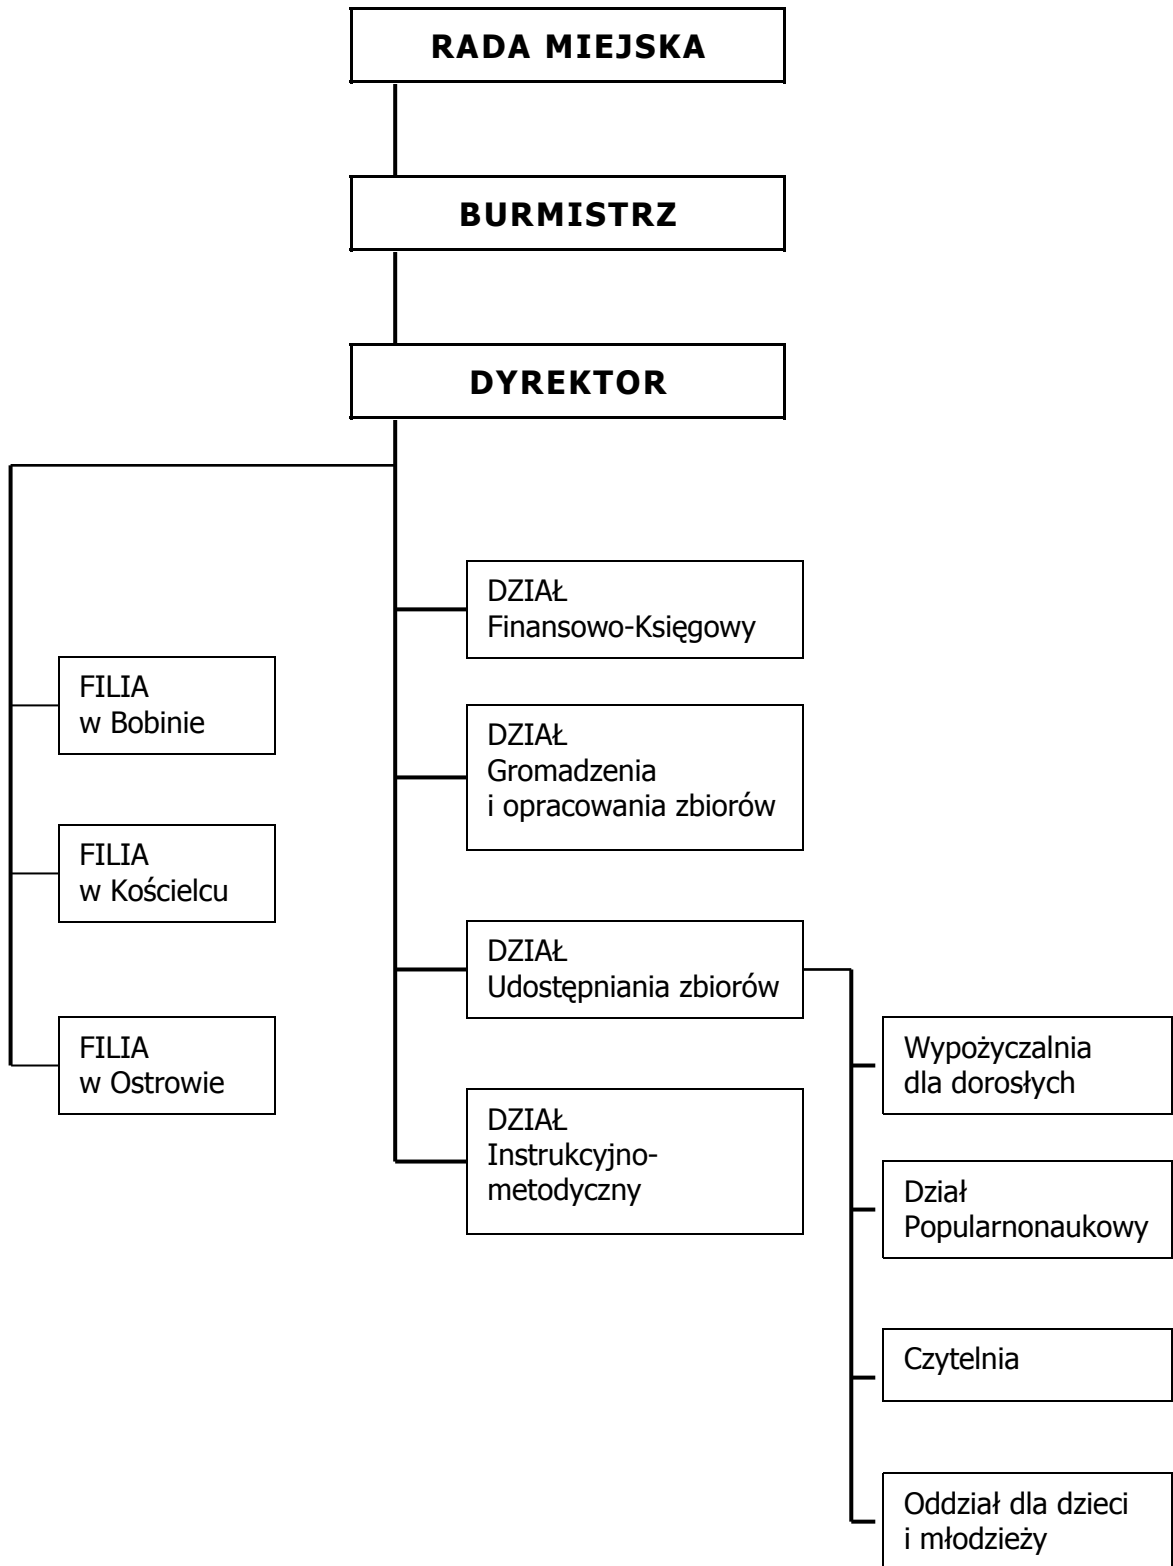 RADA MIEJSKA
BURMISTRZ
DYREKTOR
FILIA
w Bobinie
FILIA
w Kościelcu
FILIA
w Ostrowie
DZIAŁ
Finansowo-Księgowy
DZIAŁ
Gromadzenia
i opracowania zbiorów
DZIAŁ
Udostępniania zbiorów
DZIAŁ
Instrukcyjno-
metodyczny
Wypożyczalnia
dla dorosłych
Dział
Popularnonaukowy
Czytelnia
Oddział dla dzieci
i młodzieży